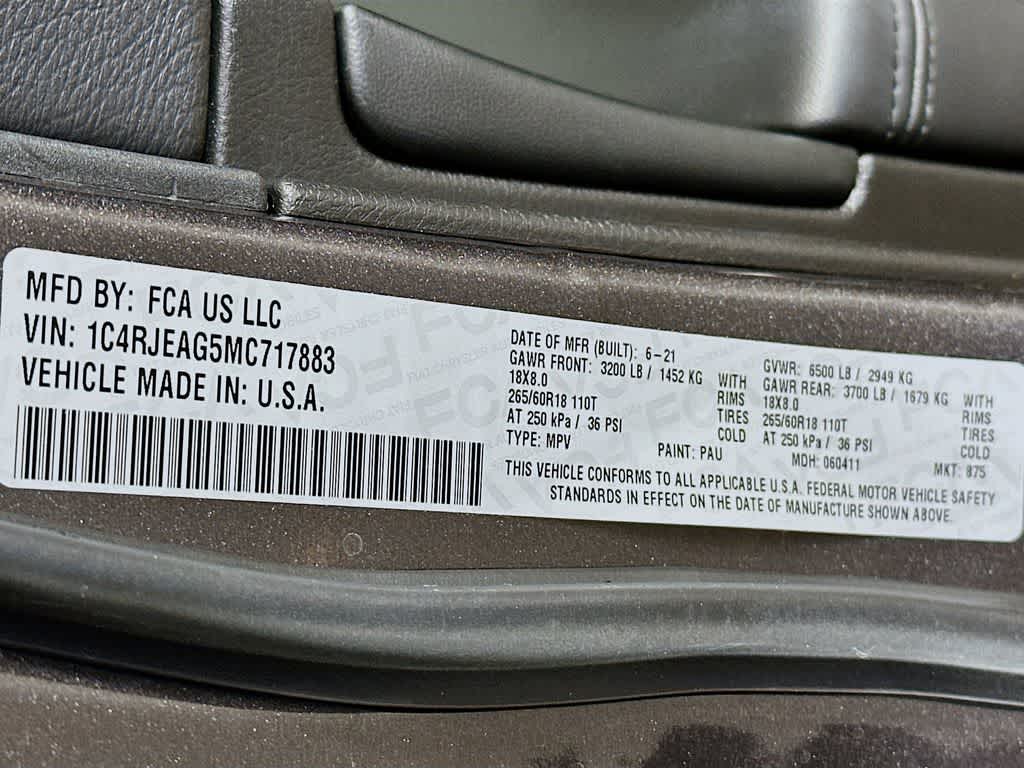 MFD BY: FCA US LLC
VIN: 1C4RJEAG5MC717883
VEHICLE MADE IN: U.S.A.
DATE OF MFR (BUILT): 6-21 GVWR: 6500 LB / 2949 KG
GAWR FRONT: 3200 LB / 1452 KG WITH GAWR REAR: 3700 LB / 1679 KG WITH
18X8.0 RIMS 18X8.0 RIMS
265/60R18 110T TIRES 265/60R18 110T TIRES
AT 250 kPa / 36 PSI COLD AT 250 kPa / 36 PSI COLD
TYPE: MPV PAINT: PAU MDH: 060411 MKT: 875
THIS VEHICLE CONFORMS TO ALL APPLICABLE U.S.A. FEDERAL MOTOR VEHICLE SAFETY
STANDARDS IN EFFECT ON THE DATE OF MANUFACTURE SHOWN ABOVE.